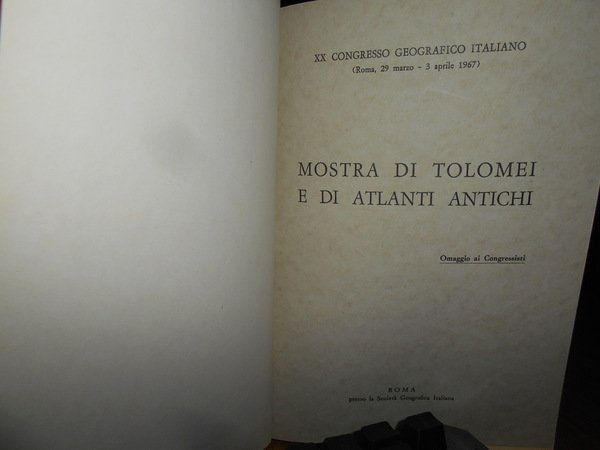 XX CONGRESSO GEOGRAFICO ITALIANO
(Roma, 29 marzo - 3 aprile 1967)
MOSTRA DI TOLOMEI
E DI ATLANTI ANTICHI
Omaggio ai Congressisti
ROMA
presso la Società Geografica Italiana